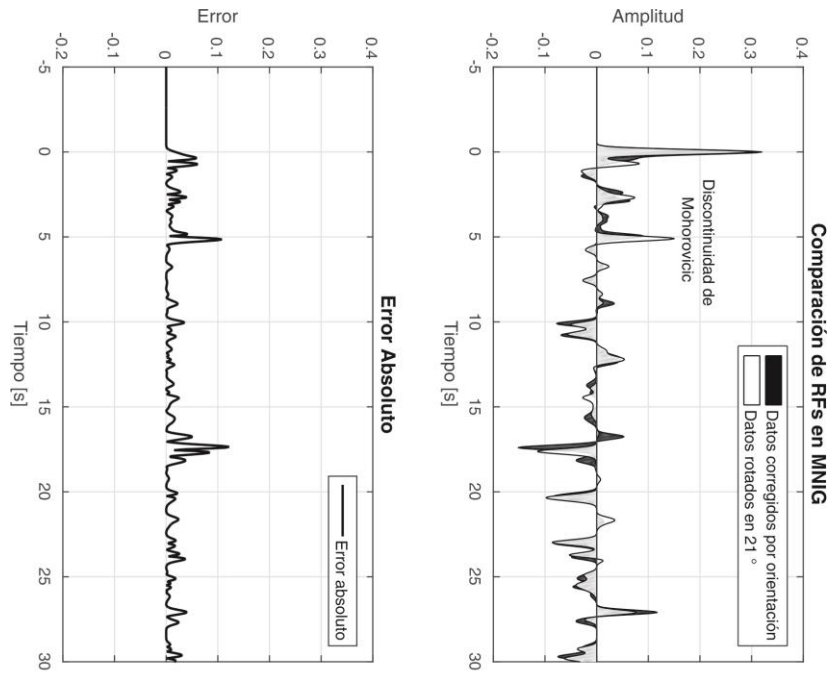 Comparación de RFs en MNIG
Amplitud
0.4
0.3
0.2
0.1
0
-0.1
-0.2
Datos corregidos por orientación
Datos rotados en 21 °
Discontinuidad de
Mohorovicic
-5
0
5
10
15
20
25
30
Tiempo [s]
Error Absoluto
Error
0.4
0.3
0.2
0.1
0
-0.1
-0.2
Error absoluto
-5
0
5
10
15
20
25
30
Tiempo [s]